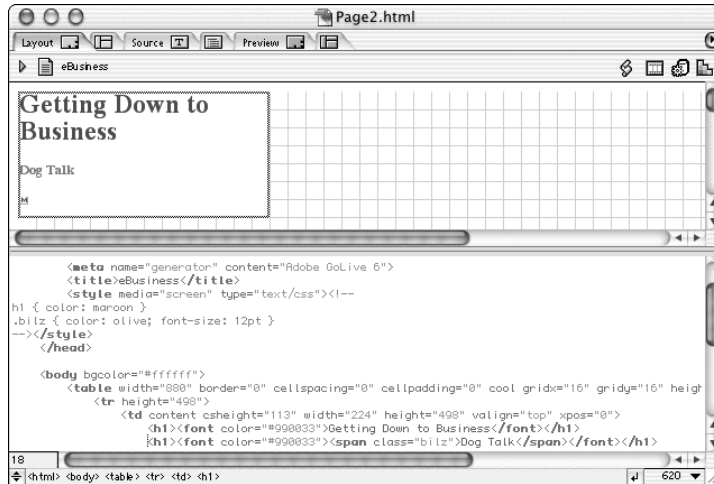 Page2.html
Layout Source T Preview
eBusiness
Getting Down to
Business
Dog Talk
M
<meta name="generator" content="Adobe GoLive 6">
<title>eBusiness</title>
<style media="screen" type="text/css"><!--
h1 { color: maroon }
.bilz { color: olive; font-size: 12pt }
--></style>
</head>
<body bgcolor="#ffffff">
<table width="880" border="0" cellspacing="0" cellpadding="0" cool gridx="16" gridy="16" heigh
<tr height="498">
<td content csheight="113" width="224" height="498" valign="top" xpos="0">
<h1><font color="#990033">Getting Down to Business</font></h1>
<h1><font color="#990033"><span class="bilz">Dog Talk</span></font></h1>
18
<html> <body> <table> <tr> <td> <h1> 620